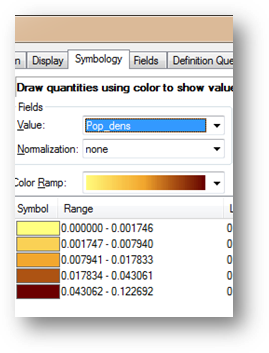 Display Symbology Fields Definition Que
Draw quantities using color to show value
Fields
Value: Pop_dens
Normalization: none
Color Ramp:
Symbol Range
0.000000 - 0.001746 0
0.001747 - 0.007940 0
0.007941 - 0.017833 0
0.017834 - 0.043061 0
0.043062 - 0.122692 0